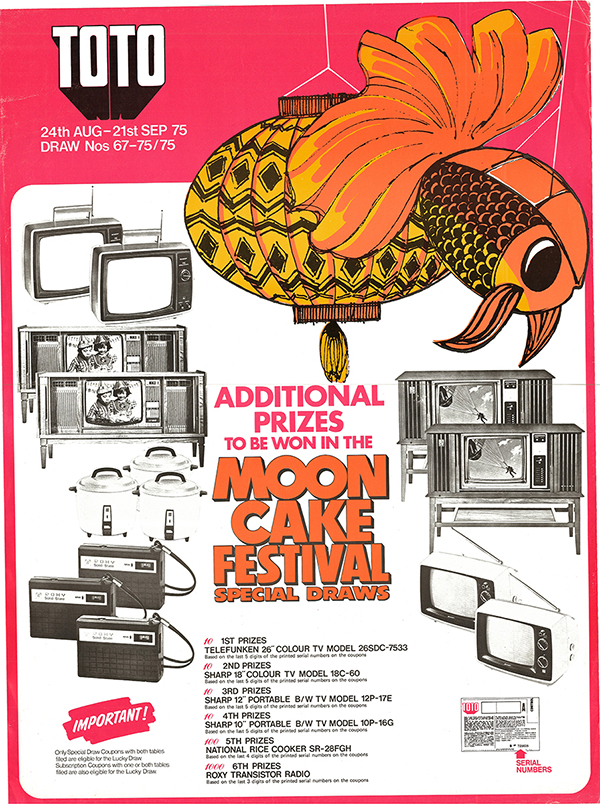 TOTO
24th AUG-21st SEP 75
DRAW Nos 67-75/75
ADDITIONAL
PRIZES
TO BE WON IN THE
MOON
CAKE
FESTIVAL
SPECIAL DRAWS
ROXY
Solid State
10 1ST PRIZES
TELEFUNKEN 26" COLOUR TV MODEL 26SDC-7533
Based on the last 5 digits of the printed serial numbers on the coupons
10 2ND PRIZES
SHARP 18" COLOUR TV MODEL 18C-60
Based on the last 5 digits of the printed serial numbers on the coupons
10 3RD PRIZES
SHARP 12" PORTABLE B/W TV MODEL 12P-17E
Based on the last 5 digits of the printed serial numbers on the coupons
10 4TH PRIZES
SHARP 10" PORTABLE B/W TV MODEL 10P-16G
Based on the last 5 digits of the printed serial numbers on the coupons
100 5TH PRIZES
NATIONAL RICE COOKER SR-28FGH
Based on the last 4 digits of the printed serial numbers on the coupons
1000 6TH PRIZES
ROXY TRANSISTOR RADIO
Based on the last 3 digits of the printed serial numbers on the coupons
IMPORTANT!
Only Special Draw Coupons with both tables
filled are eligible for the Lucky Draw
Subscription Coupons with one or both tables
filled are also eligible for the Lucky Draw
TOTO
A
SERIAL
NUMBERS